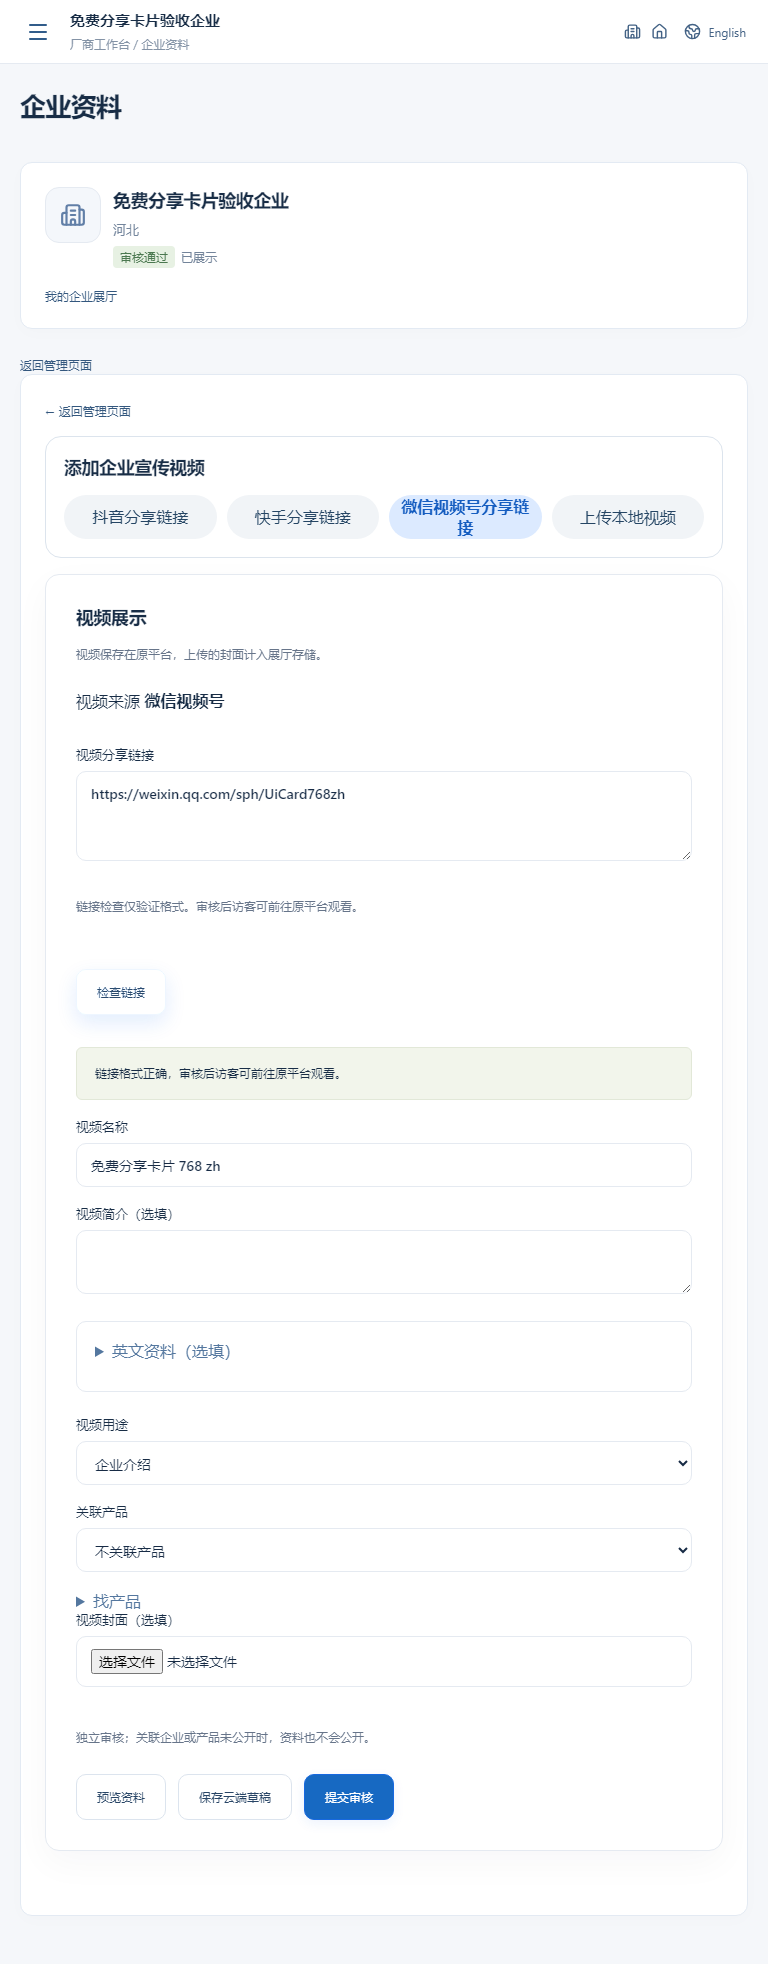 免费分享卡片验收企业
厂商工作台 / 企业资料
English
企业资料
免费分享卡片验收企业
河北
审核通过 已展示
我的企业展厅
返回管理页面
← 返回管理页面
添加企业宣传视频
抖音分享链接
快手分享链接
微信视频号分享链
接
上传本地视频
视频展示
视频保存在原平台，上传的封面计入展厅存储。
视频来源 微信视频号
视频分享链接
https://weixin.qq.com/sph/UiCard768zh
链接检查仅验证格式。审核后访客可前往原平台观看。
检查链接
链接格式正确，审核后访客可前往原平台观看。
视频名称
免费分享卡片 768 zh
视频简介（选填）
英文资料（选填）
视频用途
企业介绍
关联产品
不关联产品
找产品
视频封面（选填）
选择文件 未选择文件
独立审核；关联企业或产品未公开时，资料也不会公开。
预览资料
保存云端草稿
提交审核